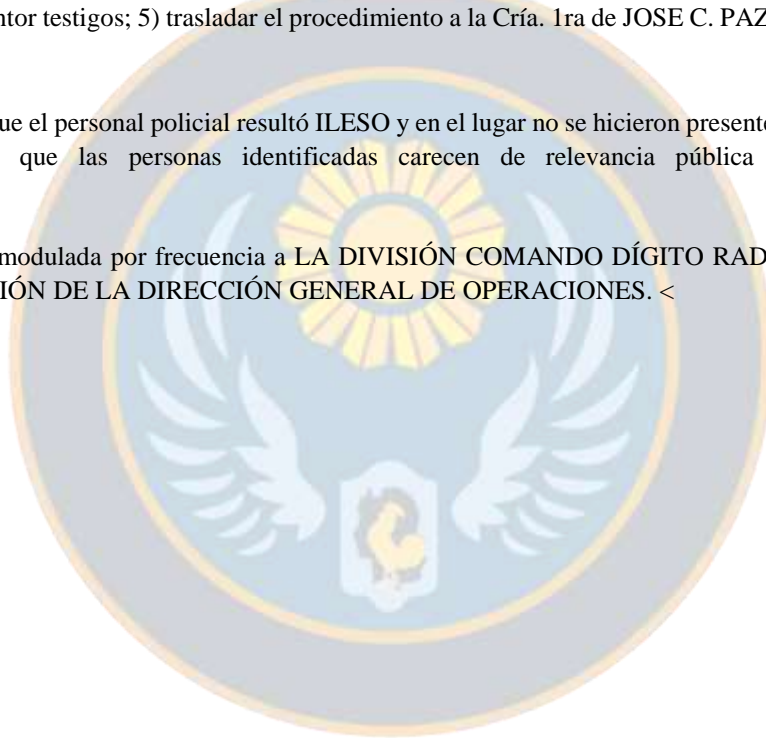 ntor testigos; 5) trasladar el procedimiento a la Cría. 1ra de JOSE C. PAZ
ue el personal policial resultó ILESO y en el lugar no se hicieron present
que las personas identificadas carecen de relevancia pública
modulada por frecuencia a LA DIVISIÓN COMANDO DÍGITO RAD
IÓN DE LA DIRECCIÓN GENERAL DE OPERACIONES. <